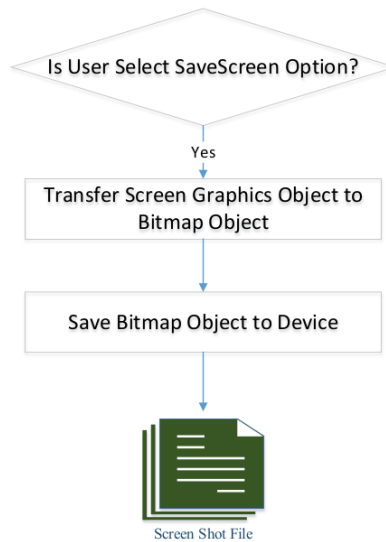 Is User Select SaveScreen Option?
Yes
Transfer Screen Graphics Object to
Bitmap Object
Save Bitmap Object to Device
Screen Shot File